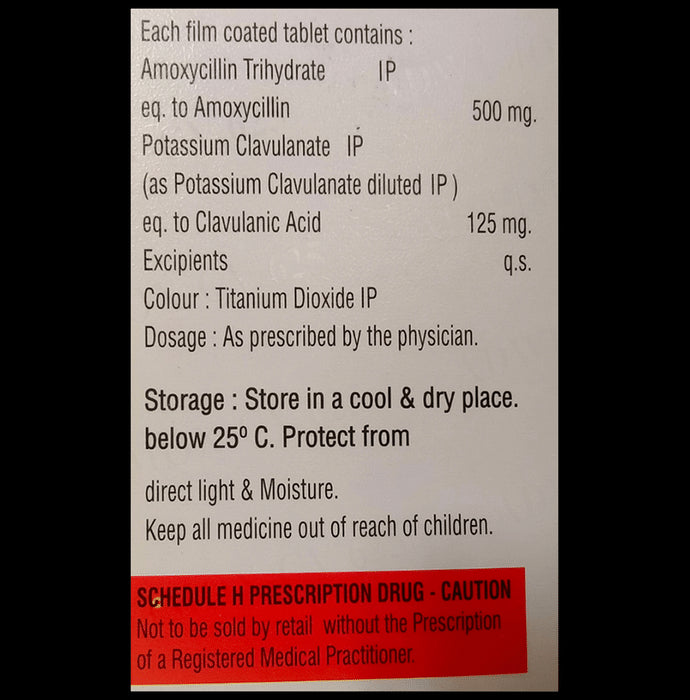 Each film coated tablet contains :
Amoxycillin Trihydrate IP
eq. to Amoxycillin 500 mg.
Potassium Clavulanate IP
(as Potassium Clavulanate diluted IP)
eq. to Clavulanic Acid 125 mg.
Excipients q.s.
Colour : Titanium Dioxide IP
Dosage : As prescribed by the physician.
Storage : Store in a cool & dry place.
below 25º C. Protect from
direct light & Moisture.
Keep all medicine out of reach of children.
SCHEDULE H PRESCRIPTION DRUG - CAUTION
Not to be sold by retail without the Prescription
of a Registered Medical Practitioner.